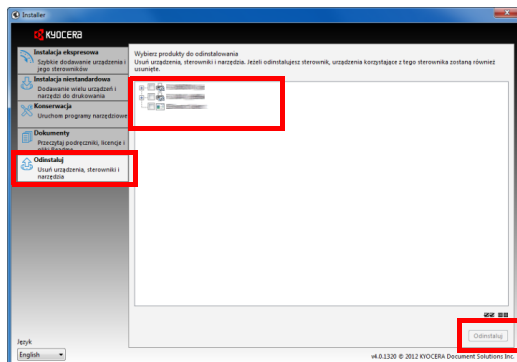 Installer
KYOCERA
Instalacja ekspresowa
Szybkie dodawanie urządzenia i
jego sterowników
Instalacja niestandardowa
Dodawanie wielu urządzeń i
narzędzi do drukowania
Konserwacja
Uruchom programy narzędziowe
Dokumenty
Przeczytaj podręczniki, licencje i
pliki Readme
Odinstaluj
Usuń urządzenia, sterowniki i
narzędzia
Język
English
Wybierz produkty do odinstalowania
Usuń urządzenia, sterowniki i narzędzia. Jeżeli odinstalujesz sterownik, urządzenia korzystające z tego sterownika zostaną również
usunięte.
Odinstaluj
v4.0.1320 © 2012 KYOCERA Document Solutions Inc.